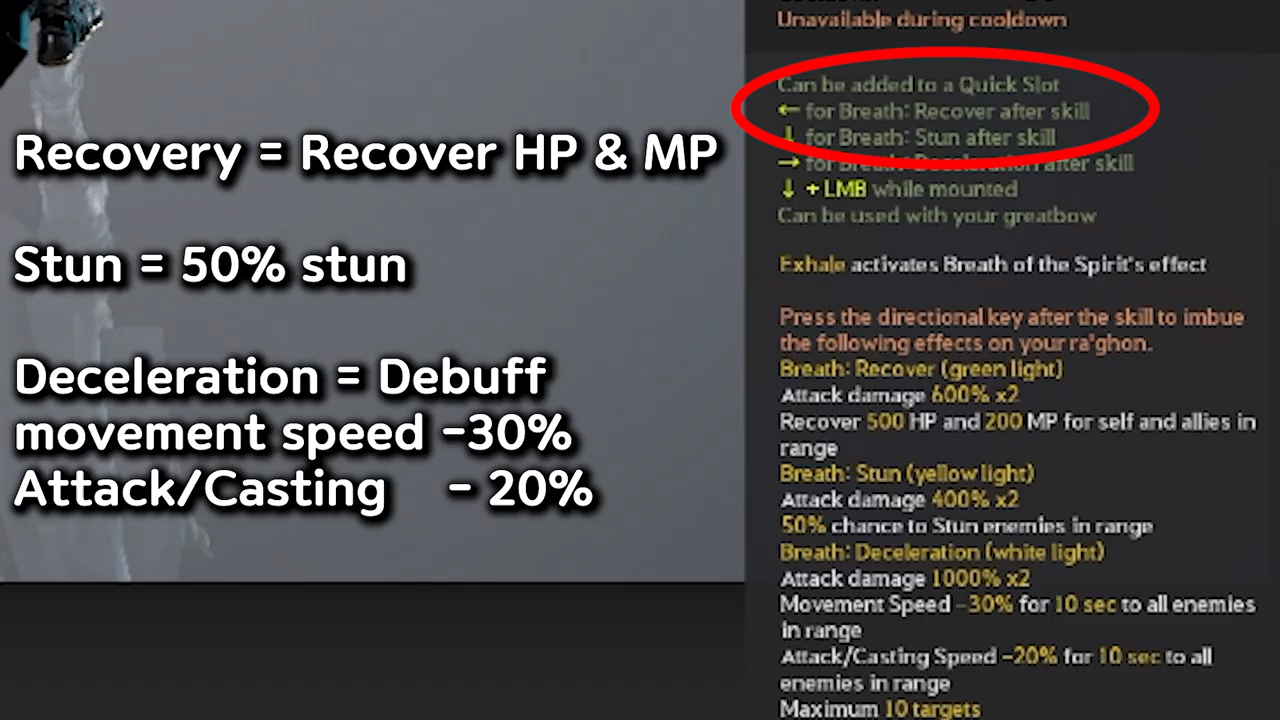 Recovery = Recover HP & MP
Stun = 50% stun
Deceleration = Debuff
movement speed -30%
Attack/Casting - 20%
Unavailable during cooldown
Can be added to a Quick Slot
← for Breath: Recover after skill
↓ for Breath: Stun after skill
→ for Breath: Deceleration after skill
↓ + LMB while mounted
Can be used with your greatbow
Exhale activates Breath of the Spirit's effect
Press the directional key after the skill to imbue
the following effects on your ra'ghon.
Breath: Recover (green light)
Attack damage 600% x2
Recover 500 HP and 200 MP for self and allies in
range
Breath: Stun (yellow light)
Attack damage 400% x2
50% chance to Stun enemies in range
Breath: Deceleration (white light)
Attack damage 1000% x2
Movement Speed -30% for 10 sec to all enemies
in range
Attack/Casting Speed -20% for 10 sec to all
enemies in range
Maximum 10 targets